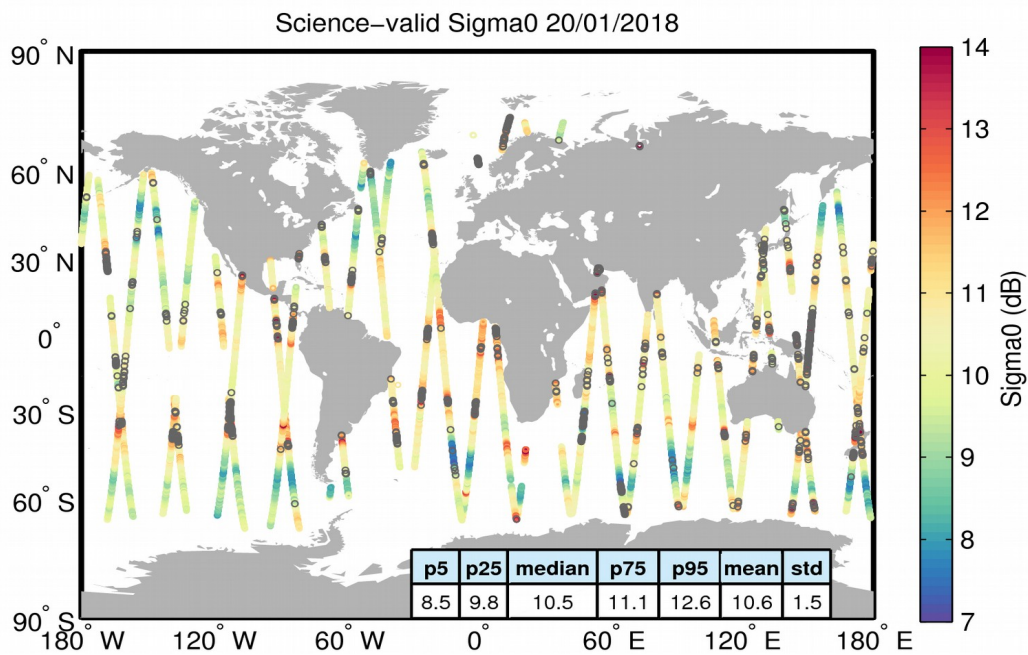 Science−valid Sigma0 20/01/2018
90° N
60° N
30° N
0°
30° S
60° S
90° S
180° W
120° W
60° W
0°
60° E
120° E
180° E
p5 p25 median p75 p95 mean std
8.5 9.8 10.5 11.1 12.6 10.6 1.5
14
13
12
11
10
9
8
7
Sigma0 (dB)